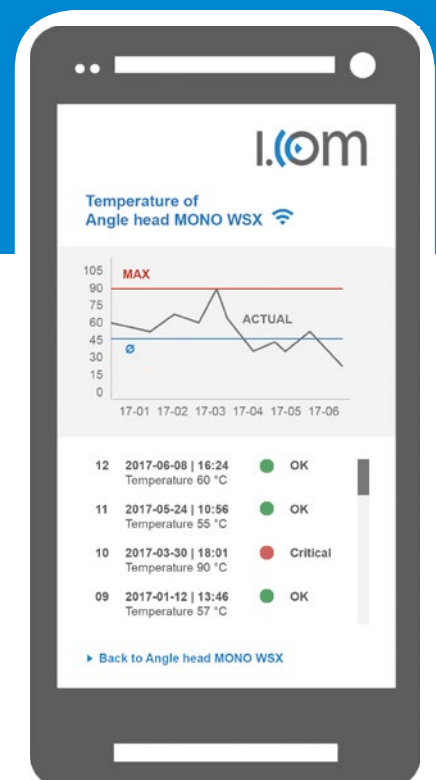 I.(om
Temperature of
Angle head MONO WSX
105
90
75
60
45
30
15
0
MAX
ACTUAL
Ø
17-01 17-02 17-03 17-04 17-05 17-06
12 2017-06-08 | 16:24 OK
Temperature 60 °C
11 2017-05-24 | 10:56 OK
Temperature 55 °C
10 2017-03-30 | 18:01 Critical
Temperature 90 °C
09 2017-01-12 | 13:46 OK
Temperature 57 °C
Back to Angle head MONO WSX